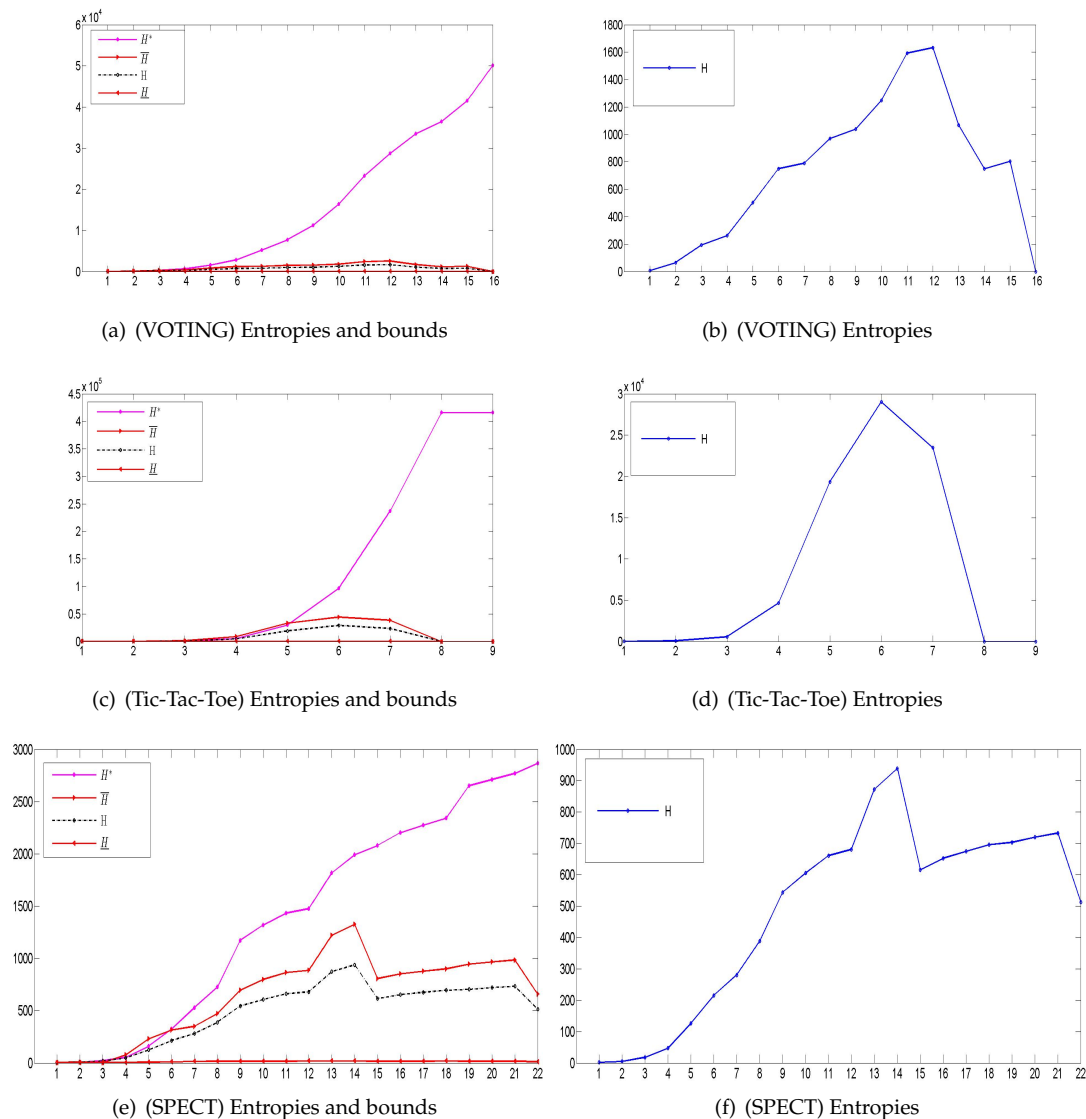 x 10⁴
6
5
4
3
2
1
0
H*
H̅
H
H̲
1 2 3 4 5 6 7 8 9 10 11 12 13 14 15 16
(a) (VOTING) Entropies and bounds
1800
1600
1400
1200
1000
800
600
400
200
0
H
1 2 3 4 5 6 7 8 9 10 11 12 13 14 15 16
(b) (VOTING) Entropies
x 10⁵
4.5
4
3.5
3
2.5
2
1.5
1
0.5
0
H*
H̅
H
H̲
1 2 3 4 5 6 7 8 9
(c) (Tic-Tac-Toe) Entropies and bounds
x 10⁴
3
2.5
2
1.5
1
0.5
0
H
1 2 3 4 5 6 7 8 9
(d) (Tic-Tac-Toe) Entropies
3000
2500
2000
1500
1000
500
0
H*
H̅
H
H̲
1 2 3 4 5 6 7 8 9 10 11 12 13 14 15 16 17 18 19 20 21 22
(e) (SPECT) Entropies and bounds
1000
900
800
700
600
500
400
300
200
100
0
H
1 2 3 4 5 6 7 8 9 10 11 12 13 14 15 16 17 18 19 20 21 22
(f) (SPECT) Entropies